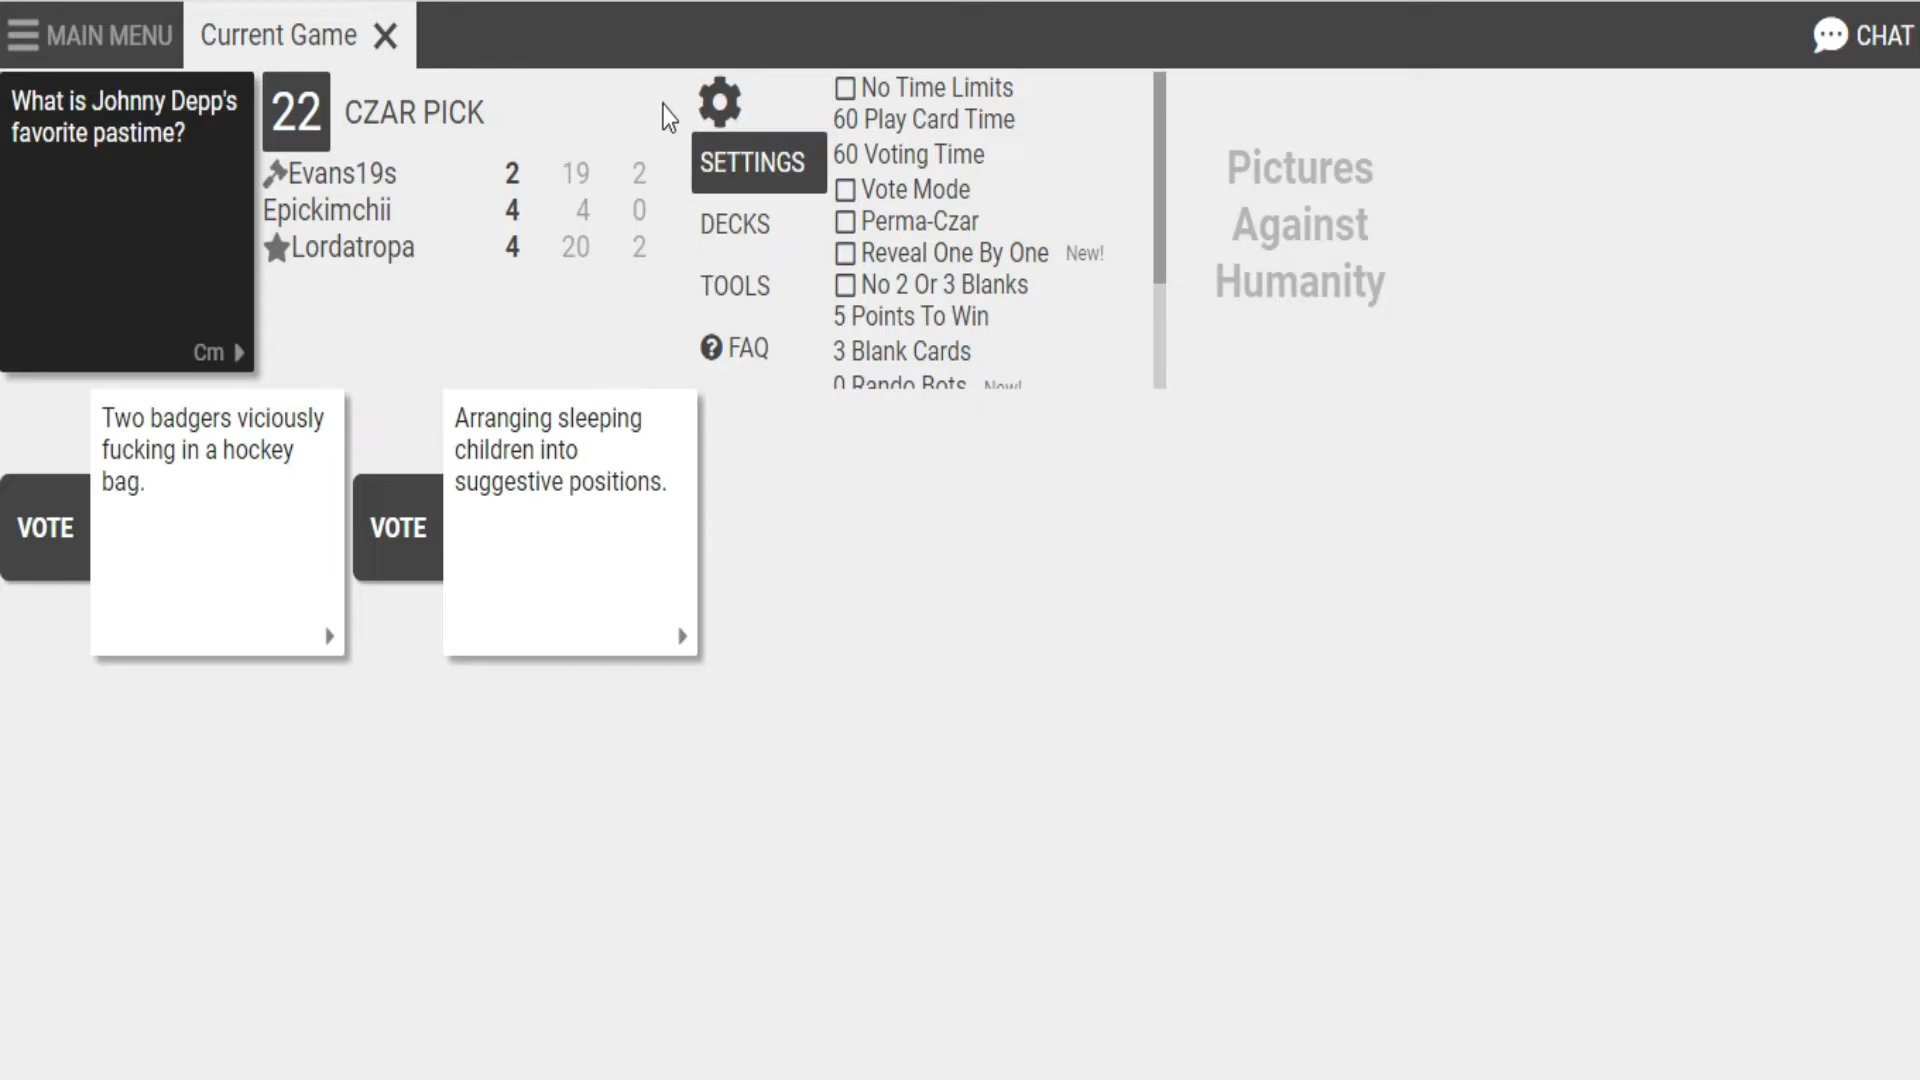 MAIN MENU
Current Game
CHAT
What is Johnny Depp's
favorite pastime?
Cm
22
CZAR PICK
Evans19s 2 19 2
Epickimchii 4 4 0
Lordatropa 4 20 2
SETTINGS
DECKS
TOOLS
FAQ
No Time Limits
60 Play Card Time
60 Voting Time
Vote Mode
Perma-Czar
Reveal One By One New!
No 2 Or 3 Blanks
5 Points To Win
3 Blank Cards
0 Rando Bots New!
Pictures
Against
Humanity
VOTE
Two badgers viciously
fucking in a hockey
bag.
VOTE
Arranging sleeping
children into
suggestive positions.